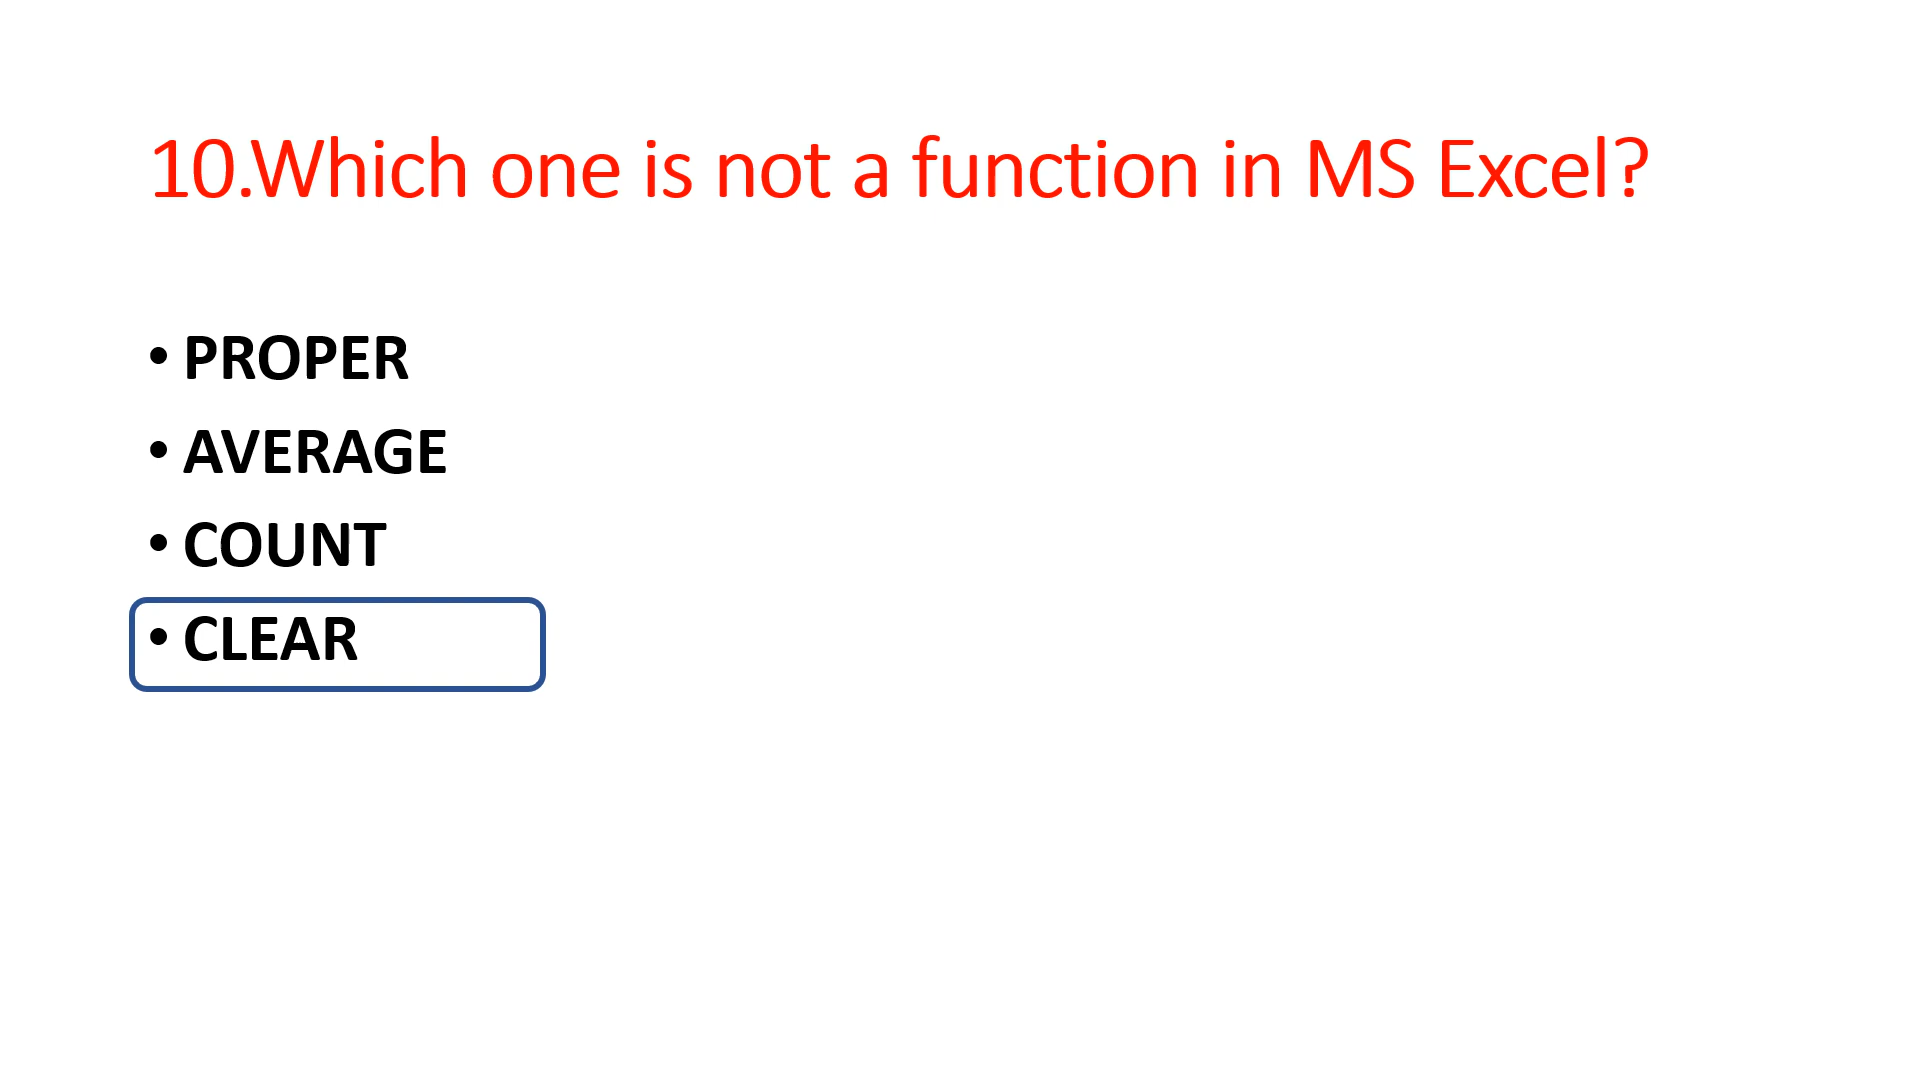 10.Which one is not a function in MS Excel?
• PROPER
• AVERAGE
• COUNT
• CLEAR